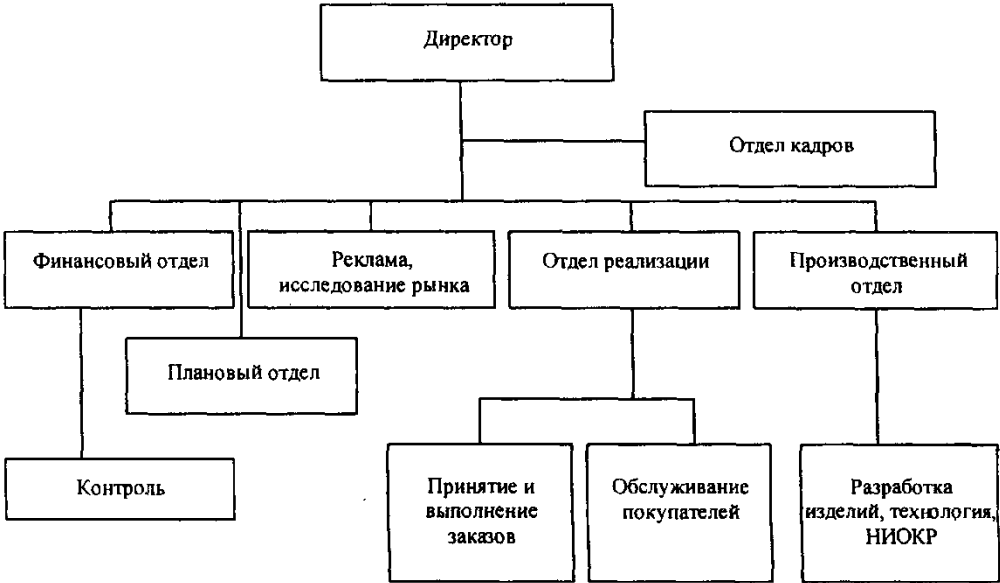 Директор
Отдел кадров
Финансовый отдел
Реклама,
исследование рынка
Отдел реализации
Производственный
отдел
Плановый отдел
Контроль
Принятие и
выполнение
заказов
Обслуживание
покупателей
Разработка
изделий, технология,
НИОКР